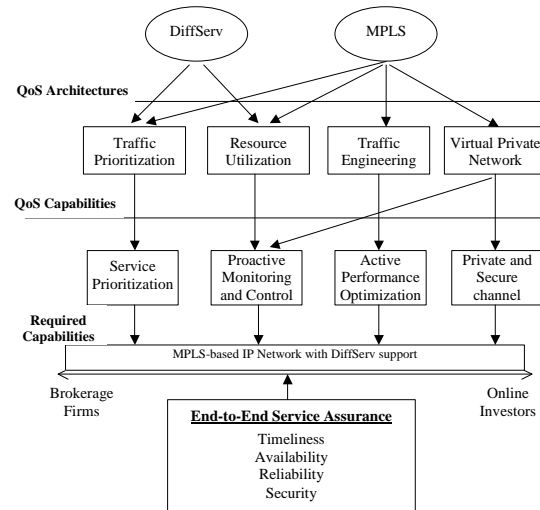 DiffServ
MPLS
QoS Architectures
Traffic
Prioritization
Resource
Utilization
Traffic
Engineering
Virtual Private
Network
QoS Capabilities
Service
Prioritization
Proactive
Monitoring
and Control
Active
Performance
Optimization
Private and
Secure
channel
Required
Capabilities
MPLS-based IP Network with DiffServ support
Brokerage
Firms
Online
Investors
End-to-End Service Assurance
Timeliness
Availability
Reliability
Security